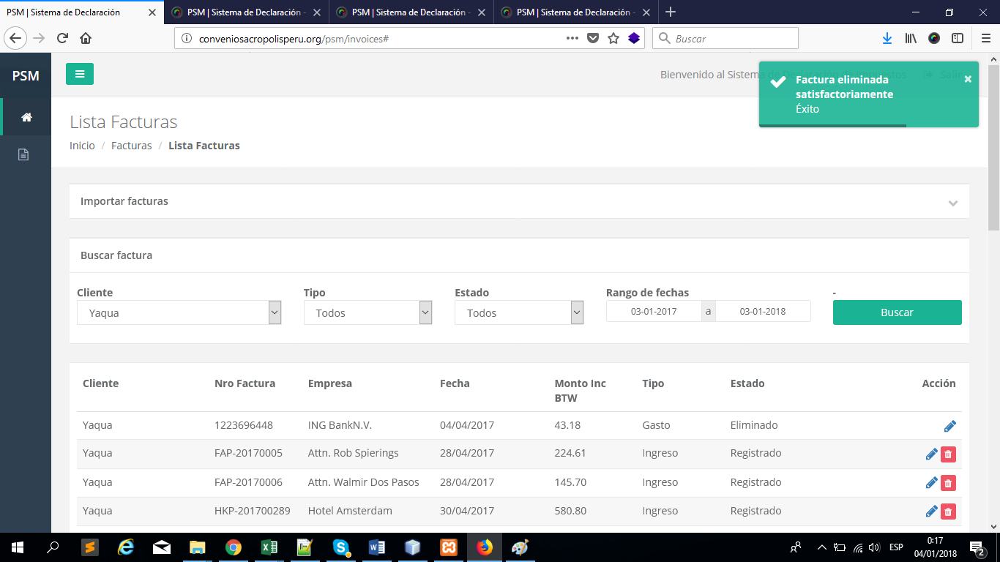 PSM | Sistema de Declaración
PSM | Sistema de Declaración -
PSM | Sistema de Declaración -
PSM | Sistema de Declaración -
conveniosacropolisperu.org/psm/invoices#
Buscar
PSM
Bienvenido al Sistema de Declaración de Impuestos
Salir
Factura eliminada
satisfactoriamente
Éxito
Lista Facturas
Inicio / Facturas / Lista Facturas
Importar facturas
Buscar factura
Cliente Tipo Estado Rango de fechas -
Yaqua Todos Todos 03-01-2017 a 03-01-2018 Buscar
Cliente Nro Factura Empresa Fecha Monto Inc BTW Tipo Estado Acción
Yaqua 1223696448 ING BankN.V. 04/04/2017 43.18 Gasto Eliminado
Yaqua FAP-20170005 Attn. Rob Spierings 28/04/2017 224.61 Ingreso Registrado
Yaqua FAP-20170006 Attn. Walmir Dos Pasos 28/04/2017 145.70 Ingreso Registrado
Yaqua HKP-201700289 Hotel Amsterdam 30/04/2017 580.80 Ingreso Registrado
ESP
0:17
04/01/2018
2